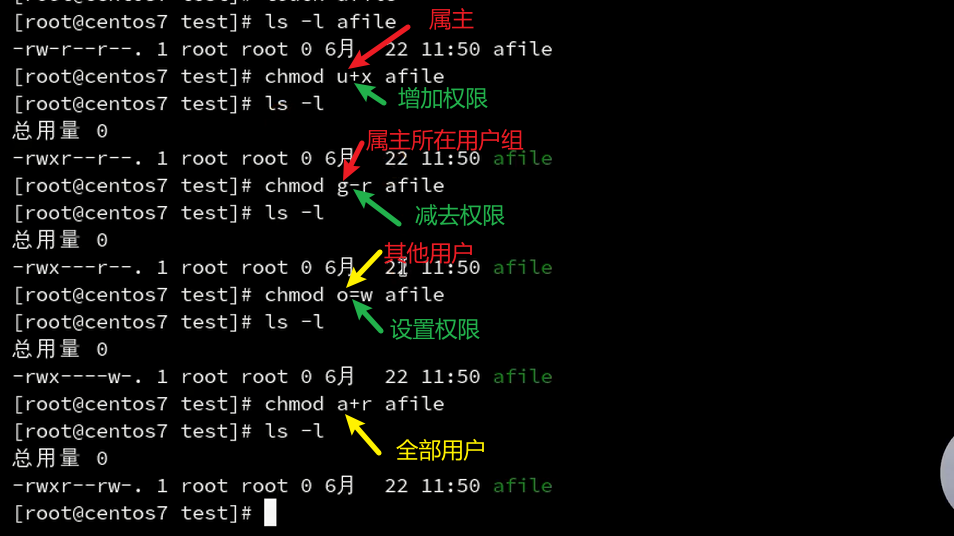 [root@centos7 test]# ls -l afile
属主
-rw-r--r--. 1 root root 0 6月 22 11:50 afile
[root@centos7 test]# chmod u+x afile
增加权限
[root@centos7 test]# ls -l
总用量 0
属主所在用户组
-rwxr--r--. 1 root root 0 6月 22 11:50 afile
[root@centos7 test]# chmod g-r afile
[root@centos7 test]# ls -l
减去权限
总用量 0
其他用户
-rwx---r--. 1 root root 0 6月 22 11:50 afile
[root@centos7 test]# chmod o=w afile
[root@centos7 test]# ls -l
设置权限
总用量 0
-rwx----w-. 1 root root 0 6月 22 11:50 afile
[root@centos7 test]# chmod a+r afile
[root@centos7 test]# ls -l
全部用户
总用量 0
-rwxr--rw-. 1 root root 0 6月 22 11:50 afile
[root@centos7 test]#